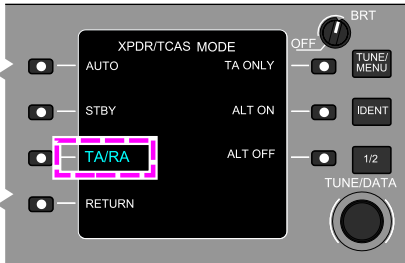 BRT
OFF
XPDR/TCAS MODE
AUTO
TA ONLY
TUNE/
MENU
STBY
ALT ON
IDENT
TA/RA
ALT OFF
1/2
TUNE/DATA
RETURN